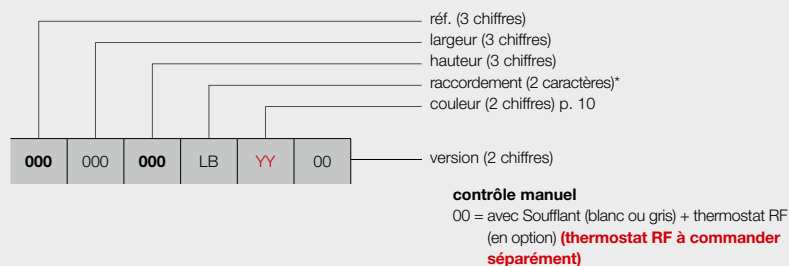 réf. (3 chiffres)
largeur (3 chiffres)
hauteur (3 chiffres)
raccordement (2 caractères)*
couleur (2 chiffres) p. 10
000 000 000 LB YY 00
version (2 chiffres)
contrôle manuel
00 = avec Soufflant (blanc ou gris) + thermostat RF
(en option) (thermostat RF à commander
séparément)